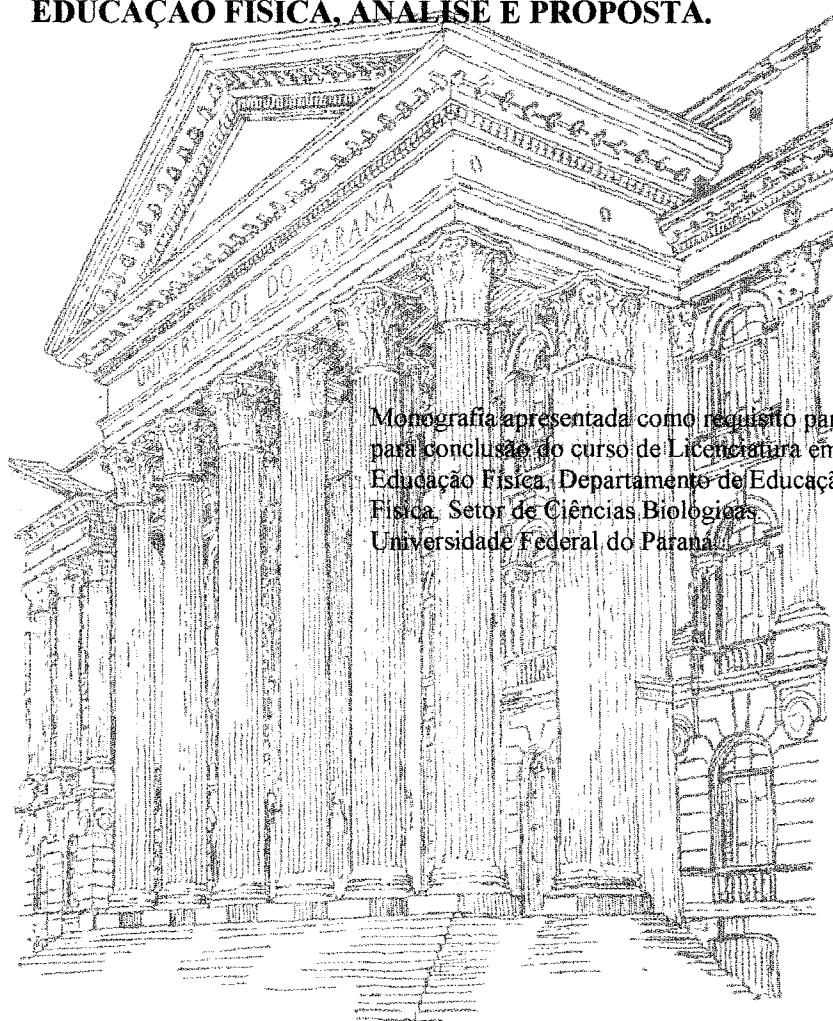 EDUCAÇÃO FÍSICA, ANÁLISE E PROPOSTA.
UNIVERSIDADE DO PARANÁ
Monografia apresentada como requisito par
para conclusão do curso de Licenciatura em
Educação Física, Departamento de Educaçã
Física, Setor de Ciências Biológicas
Universidade Federal do Paraná.